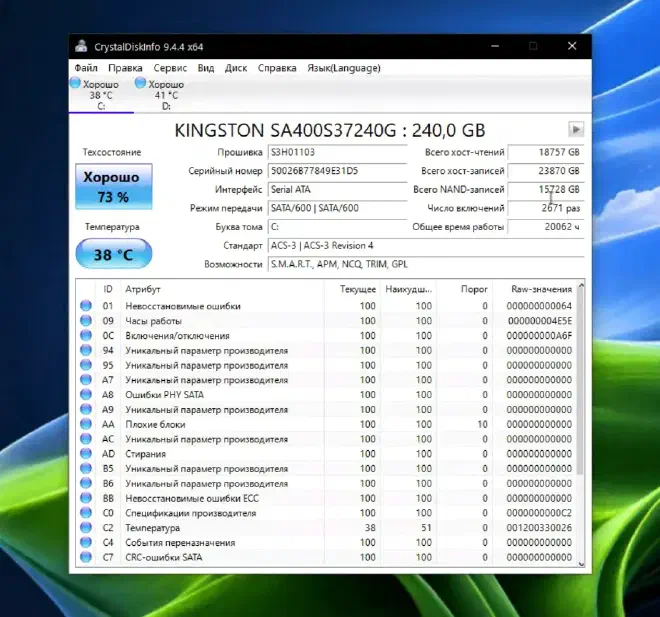 CrystalDiskInfo 9.4.4 x64
Файл Правка Сервис Вид Диск Справка Язык(Language)
Хорошо Хорошо
38 °C 41 °C
C: D:
KINGSTON SA400S37240G : 240,0 GB
Техсостояние
Хорошо
73 %
Температура
38 °C
Прошивка S3H01103 Всего хост-чтений 18757 GB
Серийный номер 50026B77849E31D5 Всего хост-записей 23870 GB
Интерфейс Serial ATA Всего NAND-записей 15728 GB
Режим передачи SATA/600 | SATA/600 Число включений 2671 раз
Буква тома C: Общее время работы 20062 ч
Стандарт ACS-3 | ACS-3 Revision 4
Возможности S.M.A.R.T., APM, NCQ, TRIM, GPL
ID Атрибут Текущее Наихудш... Порог Raw-значения
01 Невосстановимые ошибки 100 100 0 000000000064
09 Часы работы 100 100 0 000000004E5E
0C Включения/отключения 100 100 0 000000000A6F
94 Уникальный параметр производителя 100 100 0 000000000000
95 Уникальный параметр производителя 100 100 0 000000000000
A7 Уникальный параметр производителя 100 100 0 000000000000
A8 Ошибки PHY SATA 100 100 0 000000000000
A9 Уникальный параметр производителя 100 100 0 000000000000
AA Плохие блоки 100 100 10 000000000000
AC Уникальный параметр производителя 100 100 0 000000000000
AD Стирания 100 100 0 000000000000
B5 Уникальный параметр производителя 100 100 0 000000000000
B6 Уникальный параметр производителя 100 100 0 000000000000
BB Невосстановимые ошибки ECC 100 100 0 000000000000
C0 Спецификации производителя 100 100 0 0000000000C2
C2 Температура 38 51 0 001200330026
C4 События переназначения 100 100 0 000000000000
C7 CRC-ошибки SATA 100 100 0 000000000000